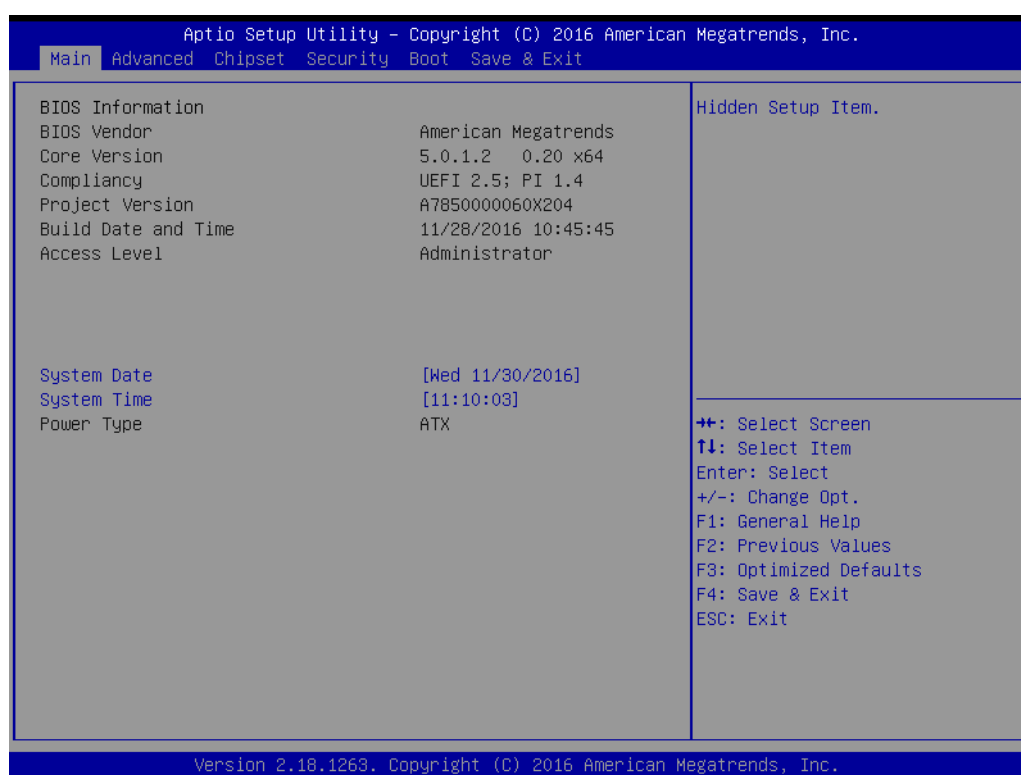 Aptio Setup Utility – Copyright (C) 2016 American Megatrends, Inc.
Main Advanced Chipset Security Boot Save & Exit
BIOS Information
BIOS Vendor American Megatrends
Core Version 5.0.1.2 0.20 x64
Compliancy UEFI 2.5; PI 1.4
Project Version A7850000060X204
Build Date and Time 11/28/2016 10:45:45
Access Level Administrator
System Date [Wed 11/30/2016]
System Time [11:10:03]
Power Type ATX
Hidden Setup Item.
→←: Select Screen
↑↓: Select Item
Enter: Select
+/-: Change Opt.
F1: General Help
F2: Previous Values
F3: Optimized Defaults
F4: Save & Exit
ESC: Exit
Version 2.18.1263. Copyright (C) 2016 American Megatrends, Inc.